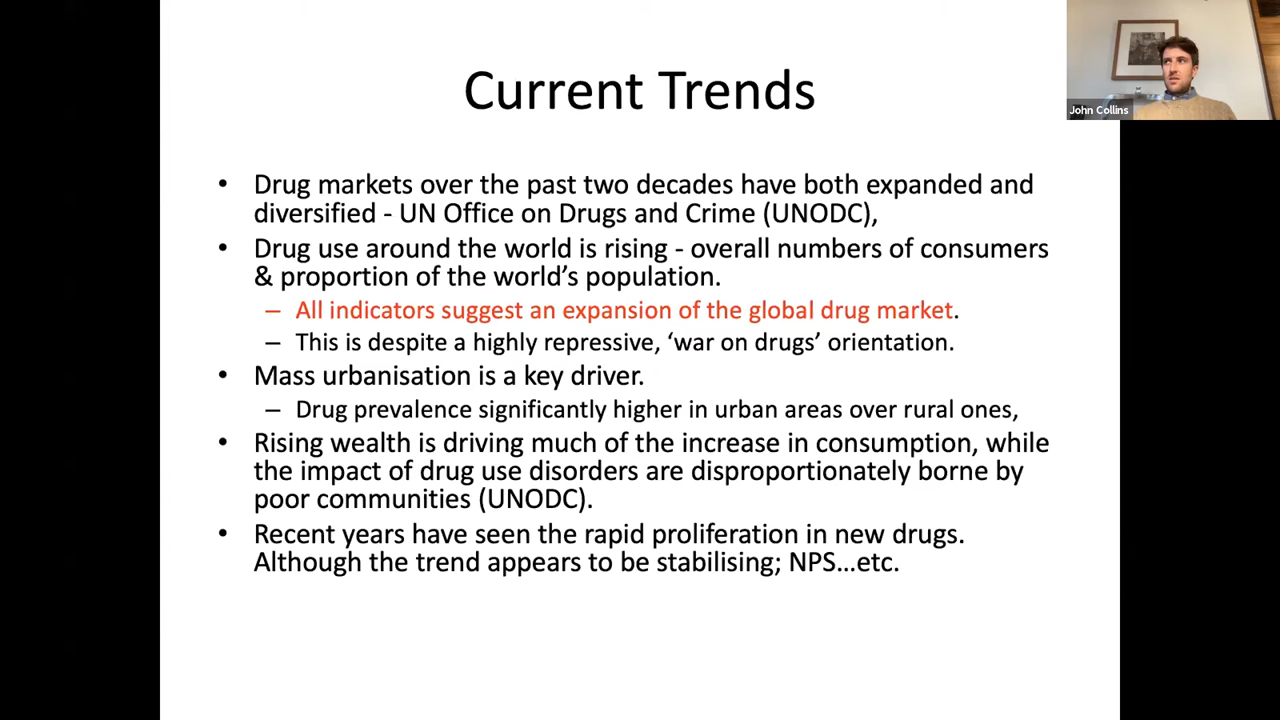 Current Trends
John Collins
• Drug markets over the past two decades have both expanded and
diversified - UN Office on Drugs and Crime (UNODC),
• Drug use around the world is rising - overall numbers of consumers
& proportion of the world’s population.
– All indicators suggest an expansion of the global drug market.
– This is despite a highly repressive, ‘war on drugs’ orientation.
• Mass urbanisation is a key driver.
– Drug prevalence significantly higher in urban areas over rural ones,
• Rising wealth is driving much of the increase in consumption, while
the impact of drug use disorders are disproportionately borne by
poor communities (UNODC).
• Recent years have seen the rapid proliferation in new drugs.
Although the trend appears to be stabilising; NPS…etc.